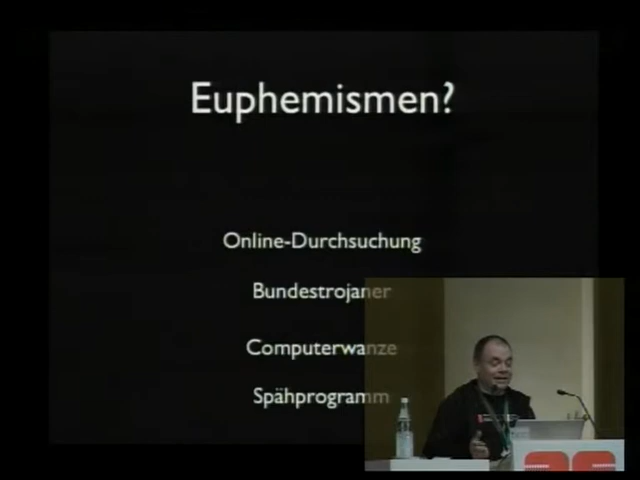 Euphemismen?
Online-Durchsuchung
Bundestrojaner
Computerwanze
Spähprogramm